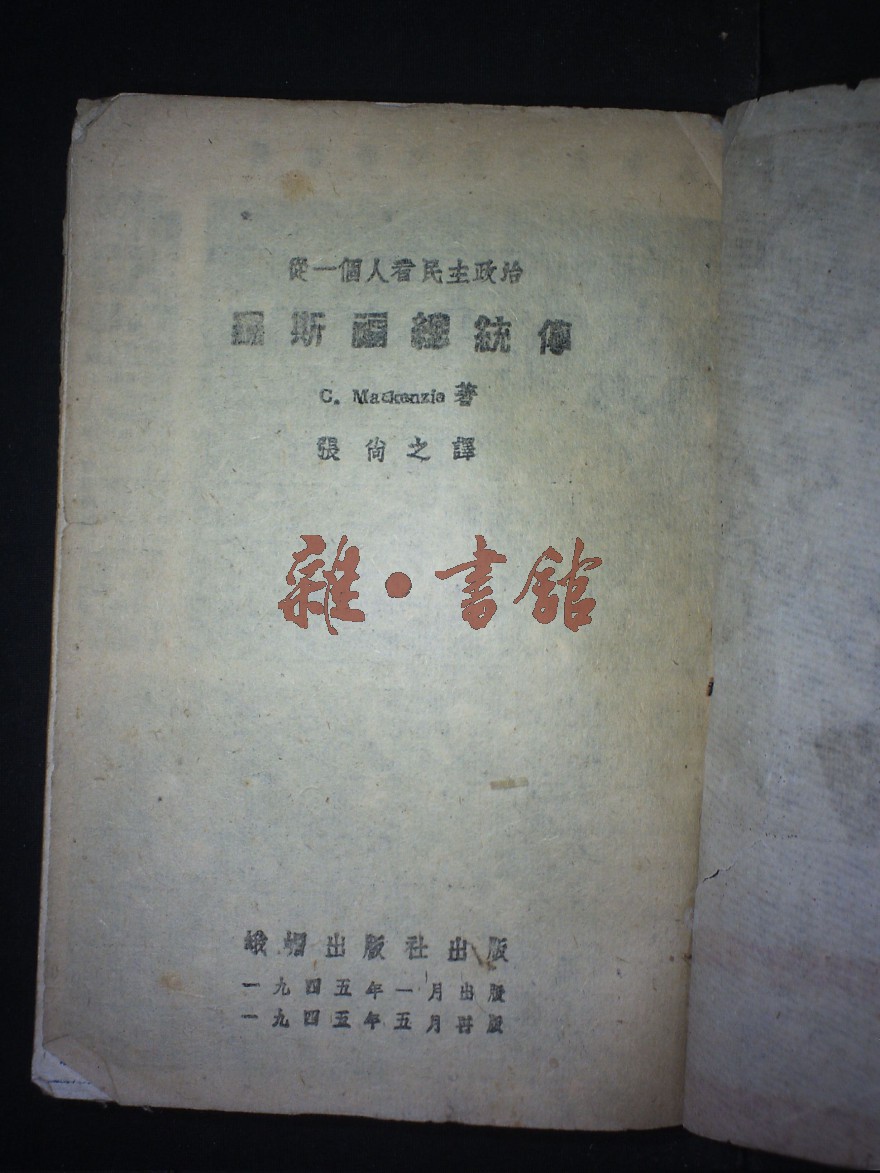 從一個人看民主政治
羅斯福總統傳
C. Mackenzie 著
張尚之譯
雜·書館
峨嵋出版社出版
一九四五年一月出版
一九四五年五月再版